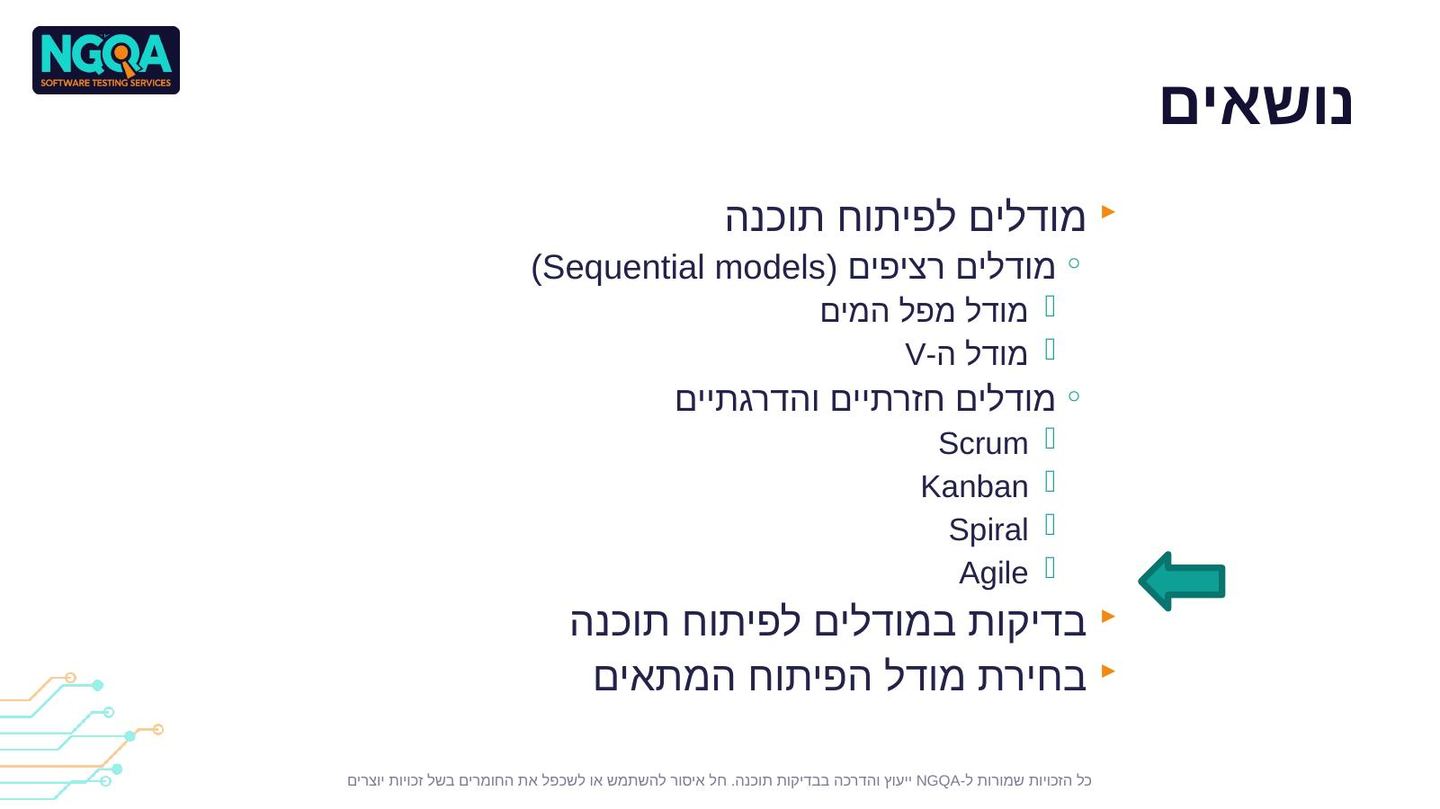 NGQA
SOFTWARE TESTING SERVICES
נושאים
מודלים לפיתוח תוכנה
מודלים רציפים (Sequential models)
מודל מפל המים
מודל ה-V
מודלים חזרתיים והדרגתיים
Scrum
Kanban
Spiral
Agile
בדיקות במודלים לפיתוח תוכנה
בחירת מודל הפיתוח המתאים
כל הזכויות שמורות ל-NGQA ייעוץ והדרכה בבדיקות תוכנה. חל איסור להשתמש או לשכפל את החומרים בשל זכויות יוצרים